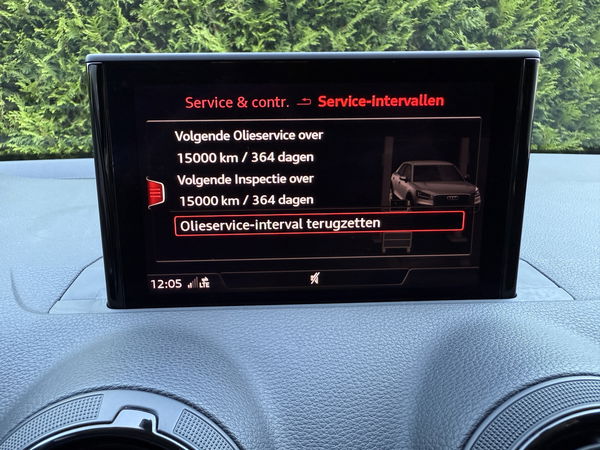 Service & contr. Service-intervallen
Volgende Olieservice over
15000 km / 364 dagen
Volgende Inspectie over
15000 km / 364 dagen
Olieservice-interval terugzetten
12:05 LTE